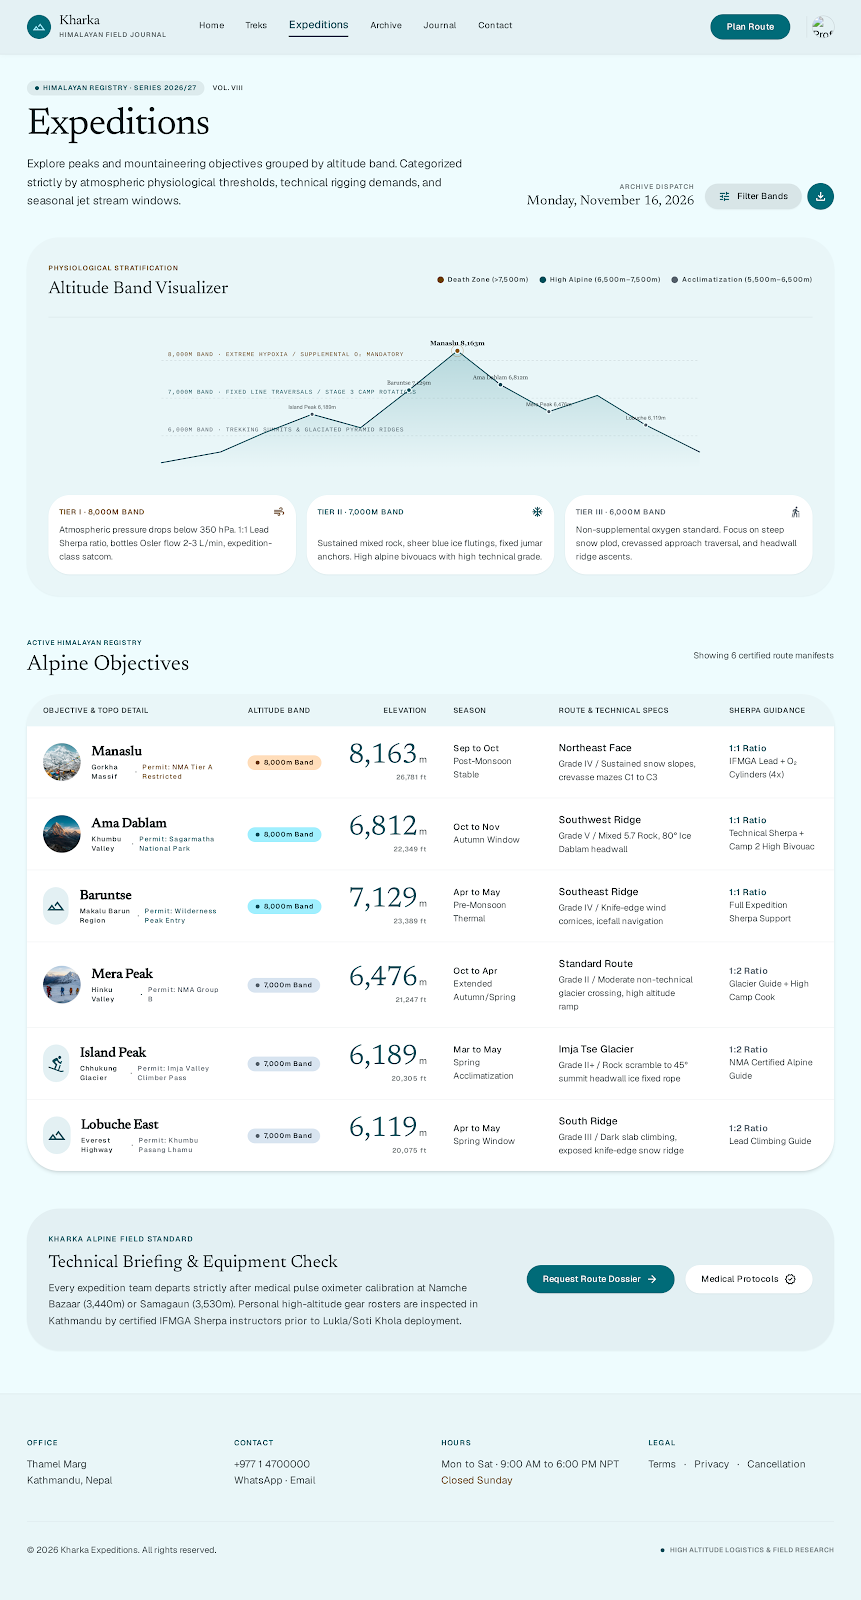 Kharka
HIMALAYAN FIELD JOURNAL
Home
Treks
Expeditions
Archive
Journal
Contact
Plan Route
Prof
HIMALAYAN REGISTRY · SERIES 2026/27
VOL. VIII
Expeditions
Explore peaks and mountaineering objectives grouped by altitude band. Categorized
strictly by atmospheric physiological thresholds, technical rigging demands, and
seasonal jet stream windows.
ARCHIVE DISPATCH
Monday, November 16, 2026
Filter Bands
PHYSIOLOGICAL STRATIFICATION
Altitude Band Visualizer
Death Zone (>7,500m)
High Alpine (6,500m–7,500m)
Acclimatization (5,500m–6,500m)
Manaslu 8,163m
8,000M BAND · EXTREME HYPOXIA / SUPPLEMENTAL O₂ MANDATORY
Baruntse 7,129m
Ama Dablam 6,812m
7,000M BAND · FIXED LINE TRAVERSALS / STAGE 3 CAMP ROTATIONS
Island Peak 6,189m
Mera Peak 6,476m
Lobuche 6,119m
6,000M BAND · TREKKING SUMMITS & GLACIATED PYRAMID RIDGES
TIER I · 8,000M BAND
Atmospheric pressure drops below 350 hPa. 1:1 Lead
Sherpa ratio, bottles Osler flow 2-3 L/min, expedition-
class satcom.
TIER II · 7,000M BAND
Sustained mixed rock, sheer blue ice flutings, fixed jumar
anchors. High alpine bivouacs with high technical grade.
TIER III · 6,000M BAND
Non-supplemental oxygen standard. Focus on steep
snow plod, crevassed approach traversal, and headwall
ridge ascents.
ACTIVE HIMALAYAN REGISTRY
Alpine Objectives
Showing 6 certified route manifests
OBJECTIVE & TOPO DETAIL
ALTITUDE BAND
ELEVATION
SEASON
ROUTE & TECHNICAL SPECS
SHERPA GUIDANCE
Manaslu
Gorkha
Massif
·
Permit: NMA Tier A
Restricted
8,000m Band
8,163 m
26,781 ft
Sep to Oct
Post-Monsoon
Stable
Northeast Face
Grade IV / Sustained snow slopes,
crevasse mazes C1 to C3
1:1 Ratio
IFMGA Lead + O₂
Cylinders (4x)
Ama Dablam
Khumbu
Valley
·
Permit: Sagarmatha
National Park
8,000m Band
6,812 m
22,349 ft
Oct to Nov
Autumn Window
Southwest Ridge
Grade V / Mixed 5.7 Rock, 80° Ice
Dablam headwall
1:1 Ratio
Technical Sherpa +
Camp 2 High Bivouac
Baruntse
Makalu Barun
Region
·
Permit: Wilderness
Peak Entry
8,000m Band
7,129 m
23,389 ft
Apr to May
Pre-Monsoon
Thermal
Southeast Ridge
Grade IV / Knife-edge wind
cornices, icefall navigation
1:1 Ratio
Full Expedition
Sherpa Support
Mera Peak
Hinku
Valley
·
Permit: NMA Group
B
7,000m Band
6,476 m
21,247 ft
Oct to Apr
Extended
Autumn/Spring
Standard Route
Grade II / Moderate non-technical
glacier crossing, high altitude
ramp
1:2 Ratio
Glacier Guide + High
Camp Cook
Island Peak
Chhukung
Glacier
·
Permit: Imja Valley
Climber Pass
7,000m Band
6,189 m
20,305 ft
Mar to May
Spring
Acclimatization
Imja Tse Glacier
Grade II+ / Rock scramble to 45°
summit headwall ice fixed rope
1:2 Ratio
NMA Certified Alpine
Guide
Lobuche East
Everest
Highway
·
Permit: Khumbu
Pasang Lhamu
7,000m Band
6,119 m
20,075 ft
Apr to May
Spring Window
South Ridge
Grade III / Dark slab climbing,
exposed knife-edge snow ridge
1:2 Ratio
Lead Climbing Guide
KHARKA ALPINE FIELD STANDARD
Technical Briefing & Equipment Check
Every expedition team departs strictly after medical pulse oximeter calibration at Namche
Bazaar (3,440m) or Samagaun (3,530m). Personal high-altitude gear rosters are inspected in
Kathmandu by certified IFMGA Sherpa instructors prior to Lukla/Soti Khola deployment.
Request Route Dossier
Medical Protocols
OFFICE
Thamel Marg
Kathmandu, Nepal
CONTACT
+977 1 4700000
WhatsApp · Email
HOURS
Mon to Sat · 9:00 AM to 6:00 PM NPT
Closed Sunday
LEGAL
Terms · Privacy · Cancellation
© 2026 Kharka Expeditions. All rights reserved.
HIGH ALTITUDE LOGISTICS & FIELD RESEARCH